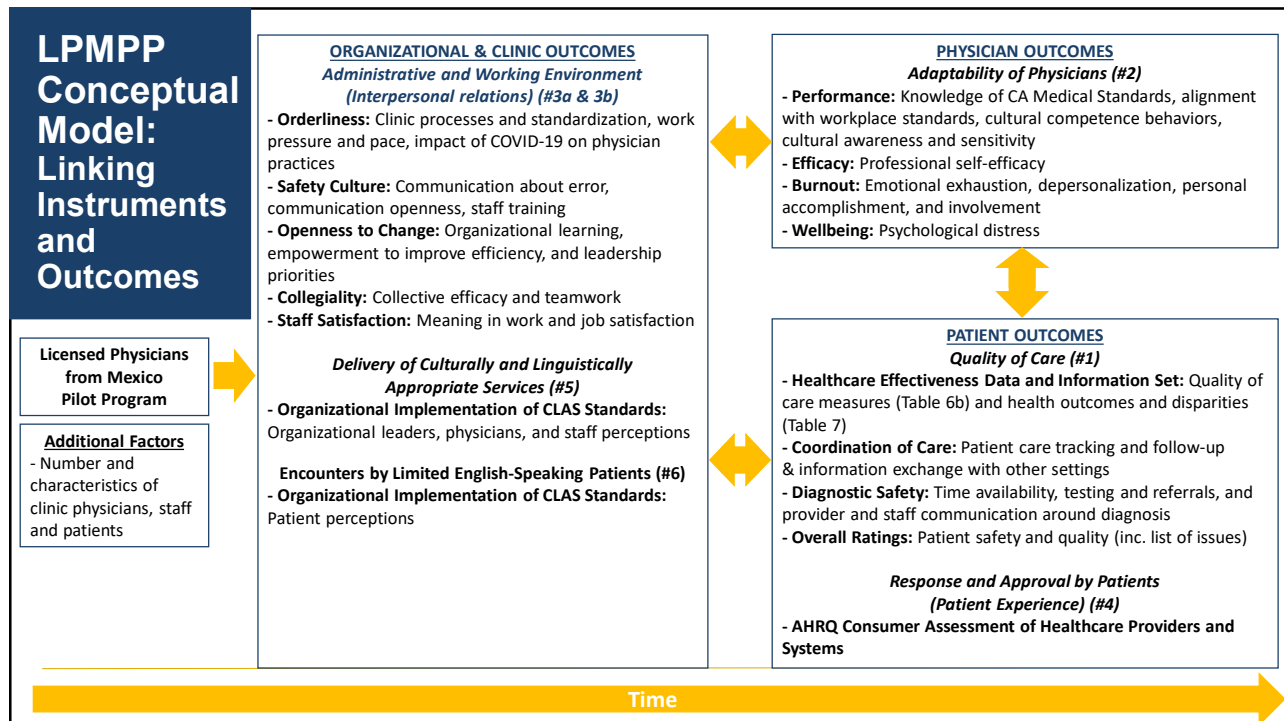 LPMPP
Conceptual
Model:
Linking
Instruments
and
Outcomes
Licensed Physicians
from Mexico
Pilot Program
Additional Factors
- Number and
characteristics of
clinic physicians, staff
and patients
ORGANIZATIONAL & CLINIC OUTCOMES
Administrative and Working Environment
(Interpersonal relations) (#3a & 3b)
- Orderliness: Clinic processes and standardization, work
pressure and pace, impact of COVID-19 on physician
practices
- Safety Culture: Communication about error,
communication openness, staff training
- Openness to Change: Organizational learning,
empowerment to improve efficiency, and leadership
priorities
- Collegiality: Collective efficacy and teamwork
- Staff Satisfaction: Meaning in work and job satisfaction
Delivery of Culturally and Linguistically
Appropriate Services (#5)
- Organizational Implementation of CLAS Standards:
Organizational leaders, physicians, and staff perceptions
Encounters by Limited English-Speaking Patients (#6)
- Organizational Implementation of CLAS Standards:
Patient perceptions
PHYSICIAN OUTCOMES
Adaptability of Physicians (#2)
- Performance: Knowledge of CA Medical Standards, alignment
with workplace standards, cultural competence behaviors,
cultural awareness and sensitivity
- Efficacy: Professional self-efficacy
- Burnout: Emotional exhaustion, depersonalization, personal
accomplishment, and involvement
- Wellbeing: Psychological distress
PATIENT OUTCOMES
Quality of Care (#1)
- Healthcare Effectiveness Data and Information Set: Quality of
care measures (Table 6b) and health outcomes and disparities
(Table 7)
- Coordination of Care: Patient care tracking and follow-up
& information exchange with other settings
- Diagnostic Safety: Time availability, testing and referrals, and
provider and staff communication around diagnosis
- Overall Ratings: Patient safety and quality (inc. list of issues)
Response and Approval by Patients
(Patient Experience) (#4)
- AHRQ Consumer Assessment of Healthcare Providers and
Systems
Time